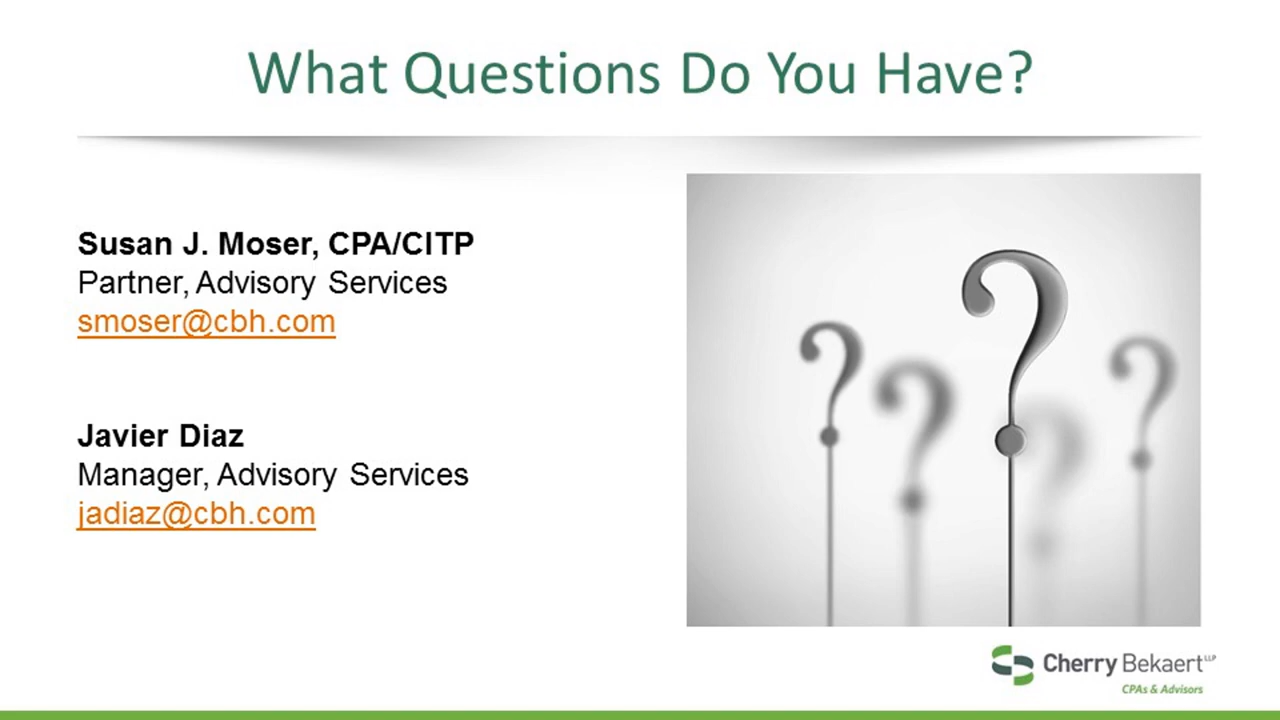 What Questions Do You Have?
Susan J. Moser, CPA/CITP
Partner, Advisory Services
smoser@cbh.com
Javier Diaz
Manager, Advisory Services
jadiaz@cbh.com
Cherry Bekaert LLP
CPAs & Advisors